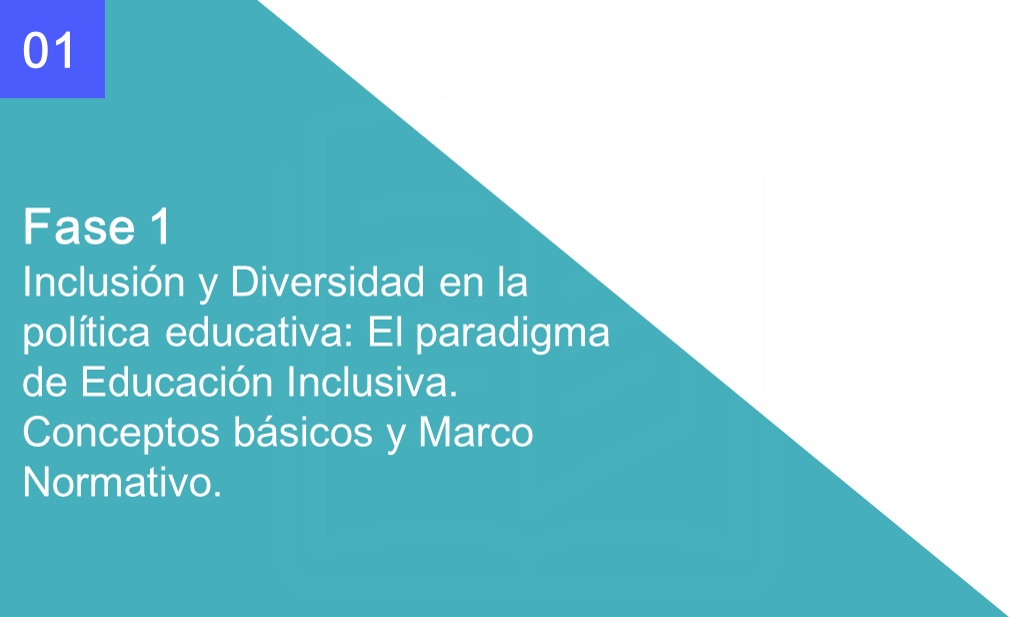 01
Fase 1
Inclusión y Diversidad en la
política educativa: El paradigma
de Educación Inclusiva.
Conceptos básicos y Marco
Normativo.